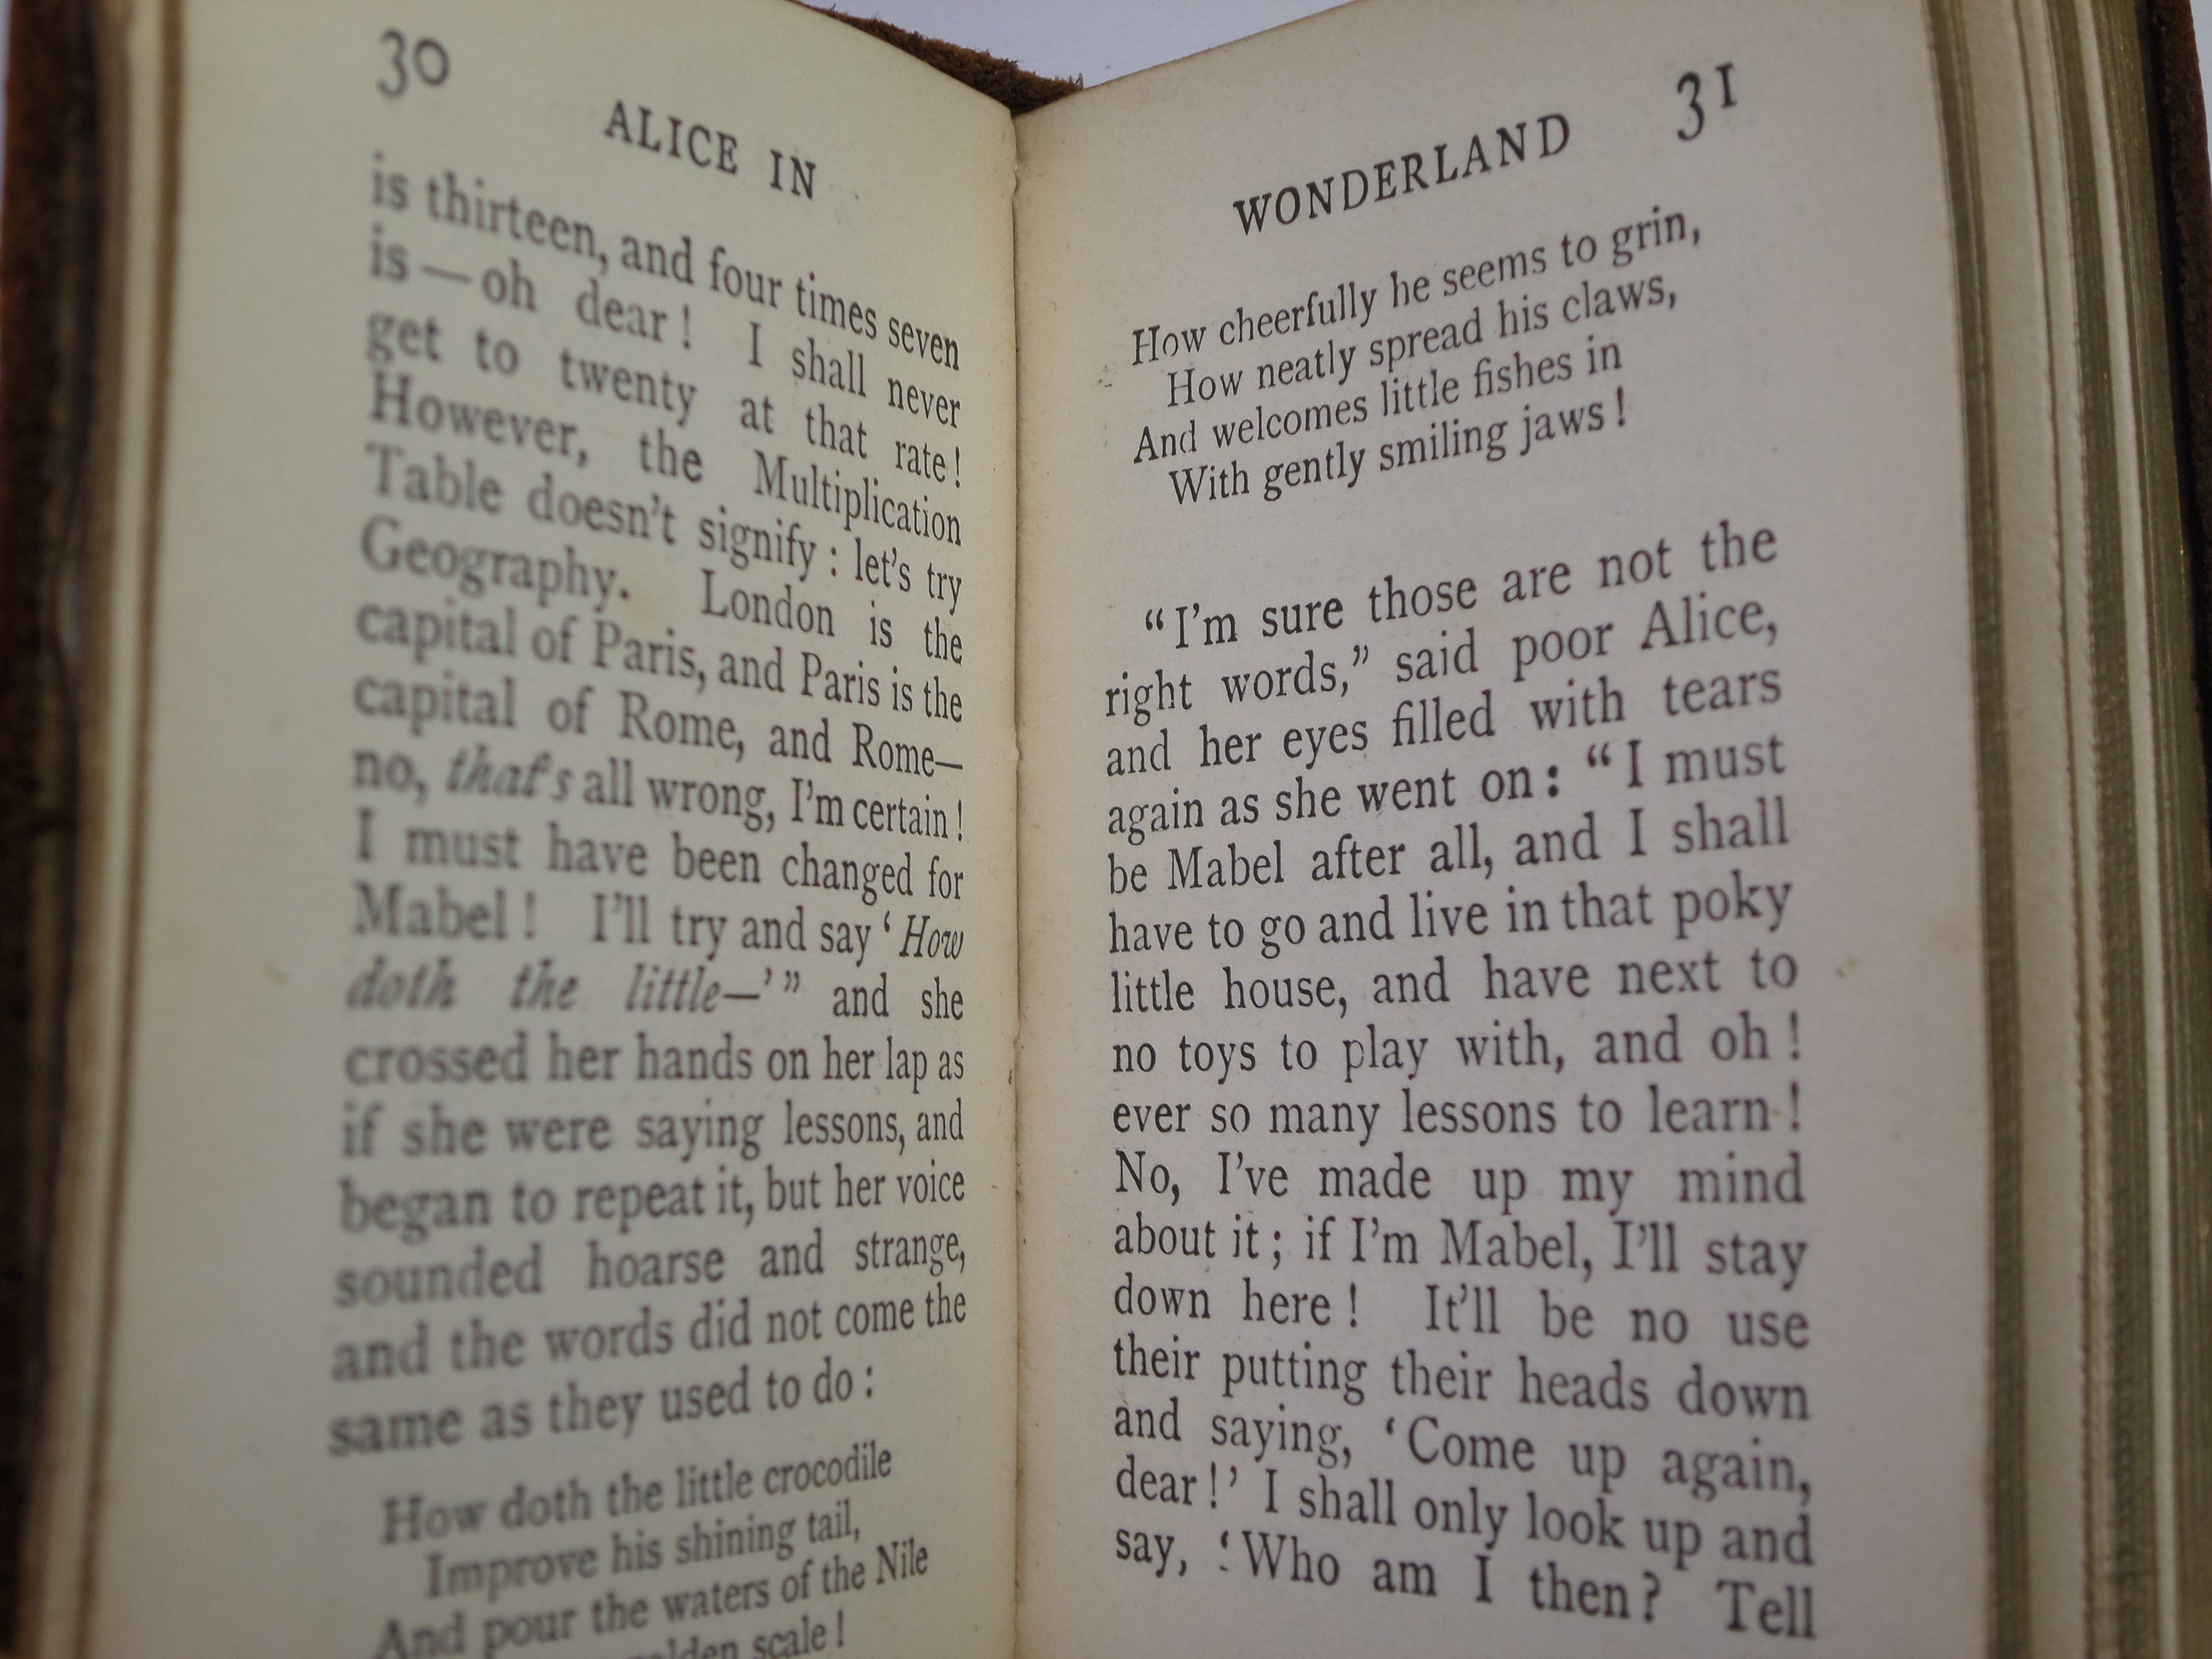 30
ALICE IN
is thirteen, and four times seven
is—oh dear! I shall never
get to twenty at that rate!
However, the Multiplication
Table doesn't signify: let's try
Geography. London is the
capital of Paris, and Paris is the
capital of Rome, and Rome—
no, that's all wrong, I'm certain!
I must have been changed for
Mabel! I'll try and say 'How
doth the little—'" and she
crossed her hands on her lap as
if she were saying lessons, and
began to repeat it, but her voice
sounded hoarse and strange,
and the words did not come the
same as they used to do:
How doth the little crocodile
Improve his shining tail,
And pour the waters of the Nile
scale!
WONDERLAND 31
How cheerfully he seems to grin,
How neatly spread his claws,
And welcomes little fishes in
With gently smiling jaws!
"I'm sure those are not the
right words," said poor Alice,
and her eyes filled with tears
again as she went on: "I must
be Mabel after all, and I shall
have to go and live in that poky
little house, and have next to
no toys to play with, and oh!
ever so many lessons to learn!
No, I've made up my mind
about it; if I'm Mabel, I'll stay
down here! It'll be no use
their putting their heads down
and saying, 'Come up again,
dear!' I shall only look up and
say, 'Who am I then? Tell